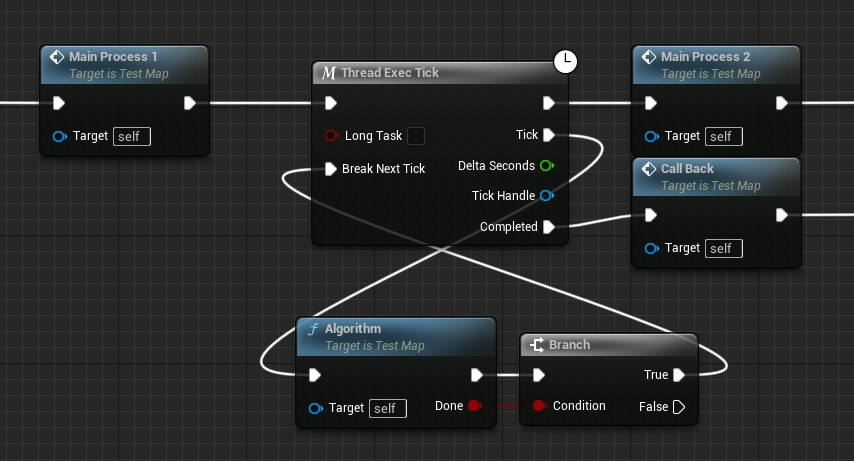 Main Process 1
Target is Test Map
Target self
M Thread Exec Tick
Long Task
Tick
Break Next Tick
Delta Seconds
Tick Handle
Completed
Main Process 2
Target is Test Map
Target self
Call Back
Target is Test Map
Target self
f Algorithm
Target is Test Map
Target self
Done
Branch
True
Condition
False